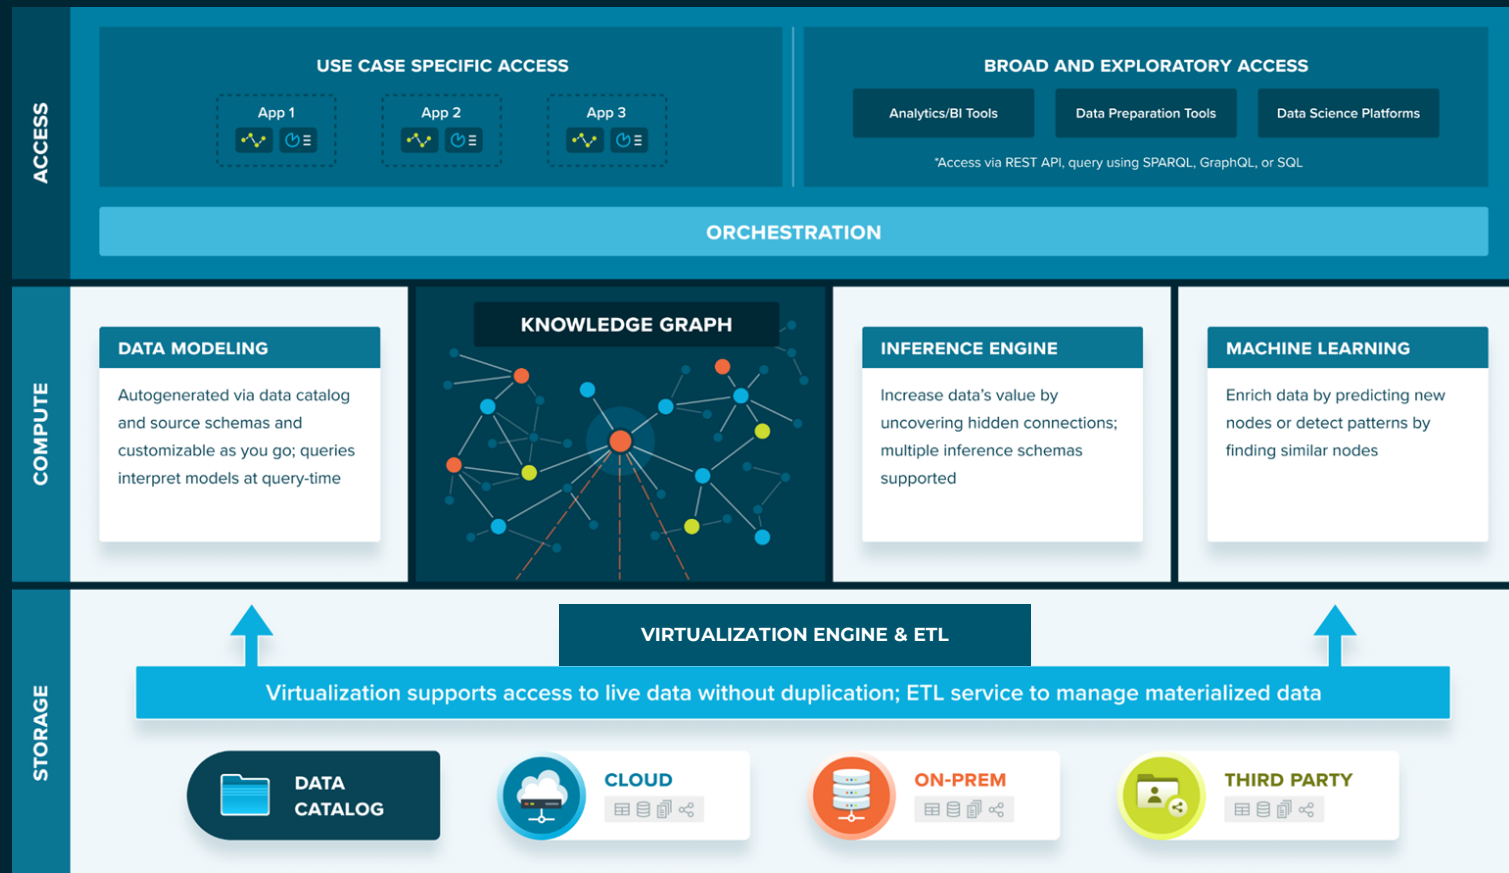 ACCESS
USE CASE SPECIFIC ACCESS
App 1
App 2
App 3
BROAD AND EXPLORATORY ACCESS
Analytics/BI Tools
Data Preparation Tools
Data Science Platforms
*Access via REST API, query using SPARQL, GraphQL, or SQL
ORCHESTRATION
COMPUTE
DATA MODELING
Autogenerated via data catalog
and source schemas and
customizable as you go; queries
interpret models at query-time
KNOWLEDGE GRAPH
INFERENCE ENGINE
Increase data's value by
uncovering hidden connections;
multiple inference schemas
supported
MACHINE LEARNING
Enrich data by predicting new
nodes or detect patterns by
finding similar nodes
STORAGE
VIRTUALIZATION ENGINE & ETL
Virtualization supports access to live data without duplication; ETL service to manage materialized data
DATA
CATALOG
CLOUD
ON-PREM
THIRD PARTY